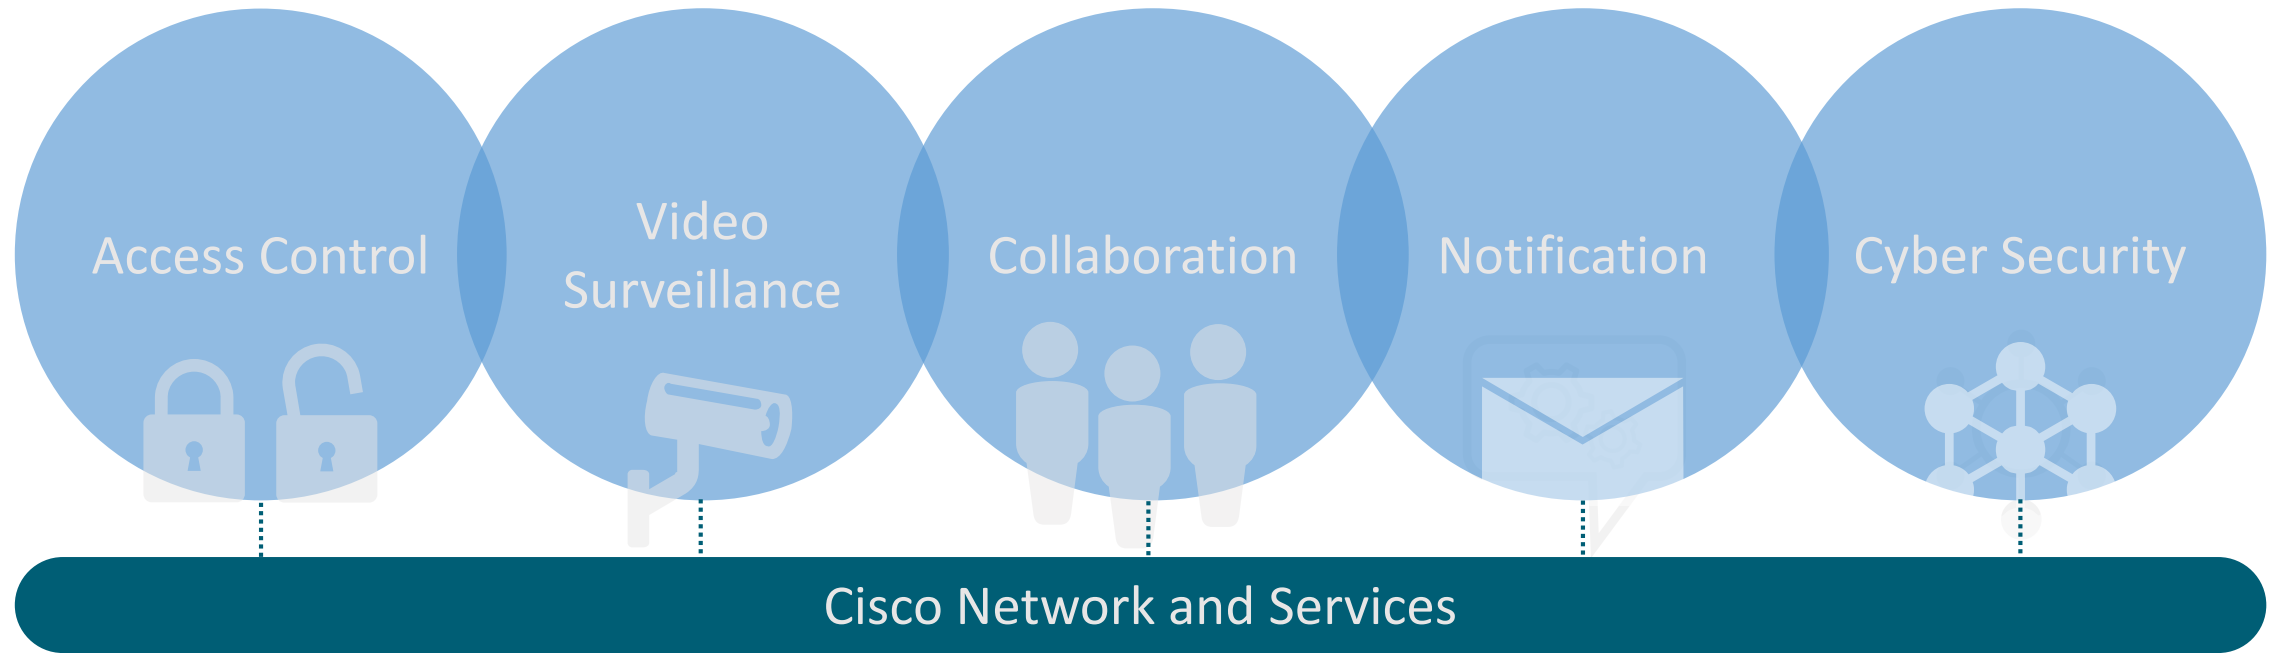 Access Control
Video
Surveillance
Collaboration
Notification
Cyber Security
Cisco Network and Services